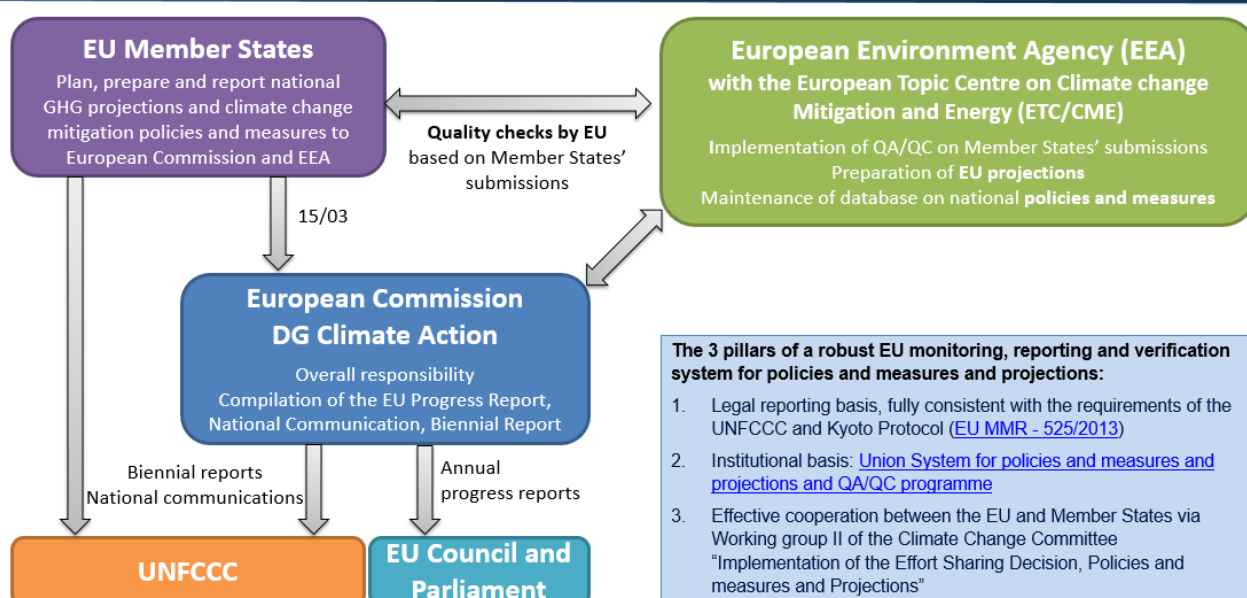 EU Member States
Plan, prepare and report national
GHG projections and climate change
mitigation policies and measures to
European Commission and EEA
Quality checks by EU
based on Member States’
submissions
European Environment Agency (EEA)
with the European Topic Centre on Climate change
Mitigation and Energy (ETC/CME)
Implementation of QA/QC on Member States’ submissions
Preparation of EU projections
Maintenance of database on national policies and measures
15/03
European Commission
DG Climate Action
Overall responsibility
Compilation of the EU Progress Report,
National Communication, Biennial Report
Biennial reports
National communications
Annual
progress reports
UNFCCC
EU Council and
Parliament
The 3 pillars of a robust EU monitoring, reporting and verification
system for policies and measures and projections:
1. Legal reporting basis, fully consistent with the requirements of the
UNFCCC and Kyoto Protocol (EU MMR - 525/2013)
2. Institutional basis: Union System for policies and measures and
projections and QA/QC programme
3. Effective cooperation between the EU and Member States via
Working group II of the Climate Change Committee
“Implementation of the Effort Sharing Decision, Policies and
measures and Projections”